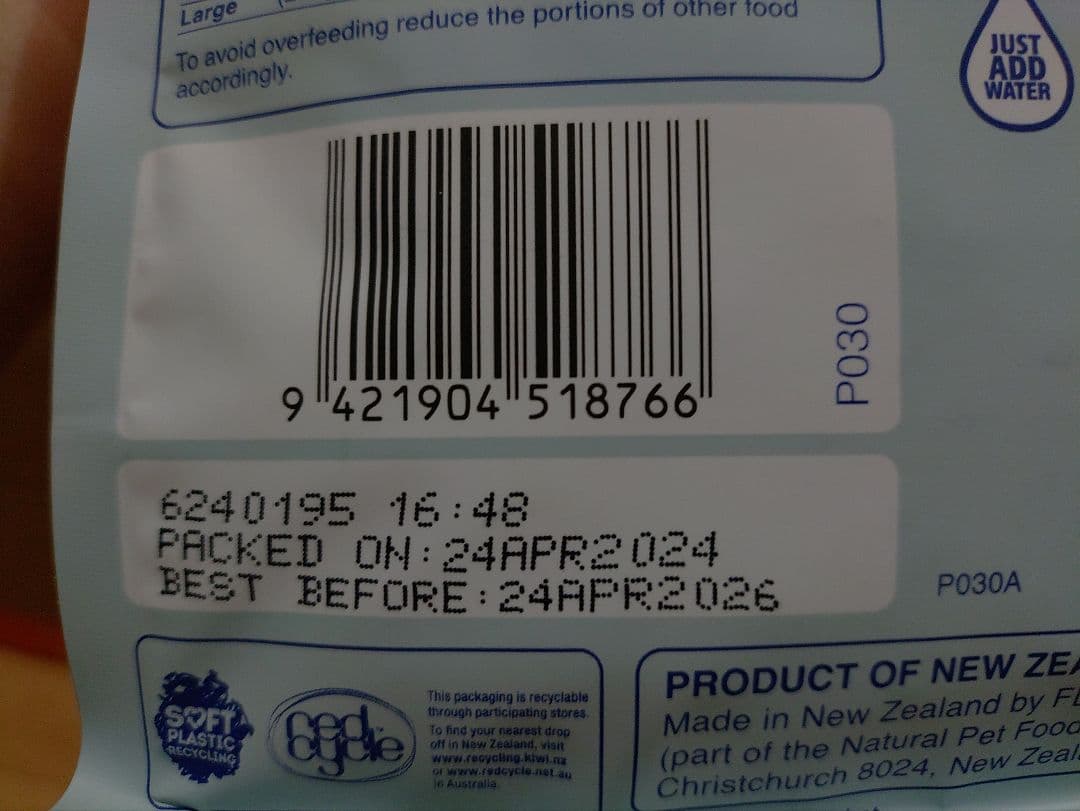 Large
To avoid overfeeding reduce the portions of other food
accordingly.
JUST
ADD
WATER
9 421904 518766
P030
6240195 16:48
PACKED ON:24APR2024
BEST BEFORE:24APR2026
P030A
SOFT
PLASTIC
RECYCLING
red
cycle
This packaging is recyclable
through participating stores.
To find your nearest drop
off in New Zealand, visit
www.recycling.kiwi.nz
or www.redcycle.net.au
in Australia.
PRODUCT OF NEW
Made in New Zealand by
(part of the Natural Pet
Christchurch 8024, New